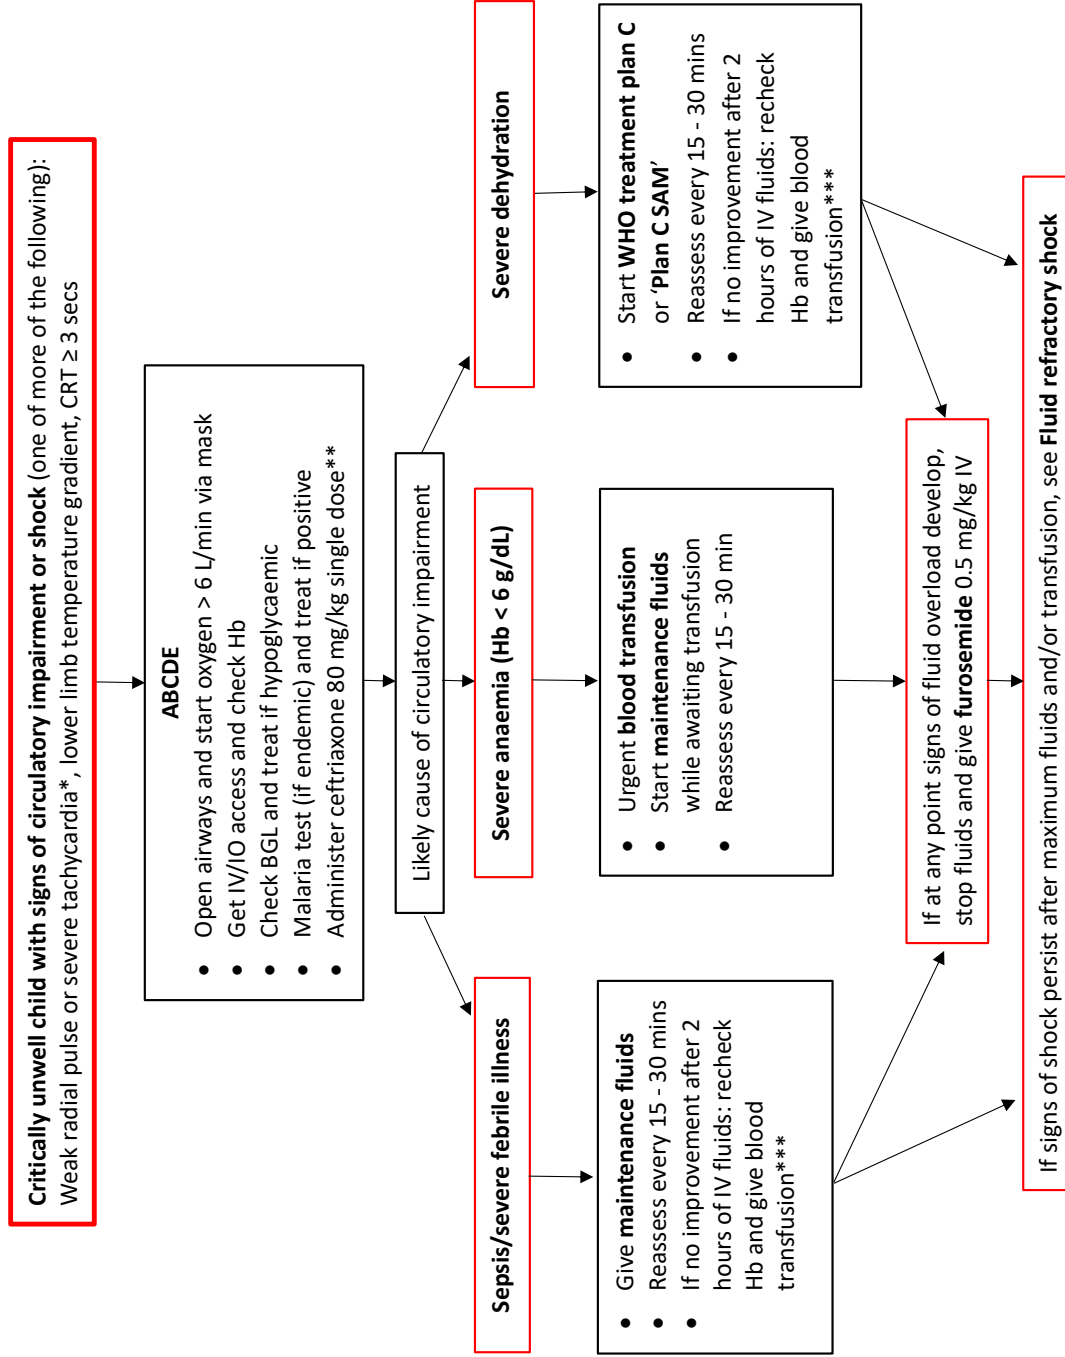 Critically unwell child with signs of circulatory impairment or shock (one of more of the following):
Weak radial pulse or severe tachycardia*, lower limb temperature gradient, CRT ≥ 3 secs
ABCDE
• Open airways and start oxygen > 6 L/min via mask
• Get IV/IO access and check Hb
• Check BGL and treat if hypoglycaemic
• Malaria test (if endemic) and treat if positive
• Administer ceftriaxone 80 mg/kg single dose**
Likely cause of circulatory impairment
Sepsis/severe febrile illness
• Give maintenance fluids
• Reassess every 15 - 30 mins
• If no improvement after 2
hours of IV fluids: recheck
Hb and give blood
transfusion***
Severe anaemia (Hb < 6 g/dL)
• Urgent blood transfusion
• Start maintenance fluids
while awaiting transfusion
• Reassess every 15 - 30 min
Severe dehydration
• Start WHO treatment plan C
or ‘Plan C SAM’
• Reassess every 15 - 30 mins
• If no improvement after 2
hours of IV fluids: recheck
Hb and give blood
transfusion***
If at any point signs of fluid overload develop,
stop fluids and give furosemide 0.5 mg/kg IV
If signs of shock persist after maximum fluids and/or transfusion, see Fluid refractory shock